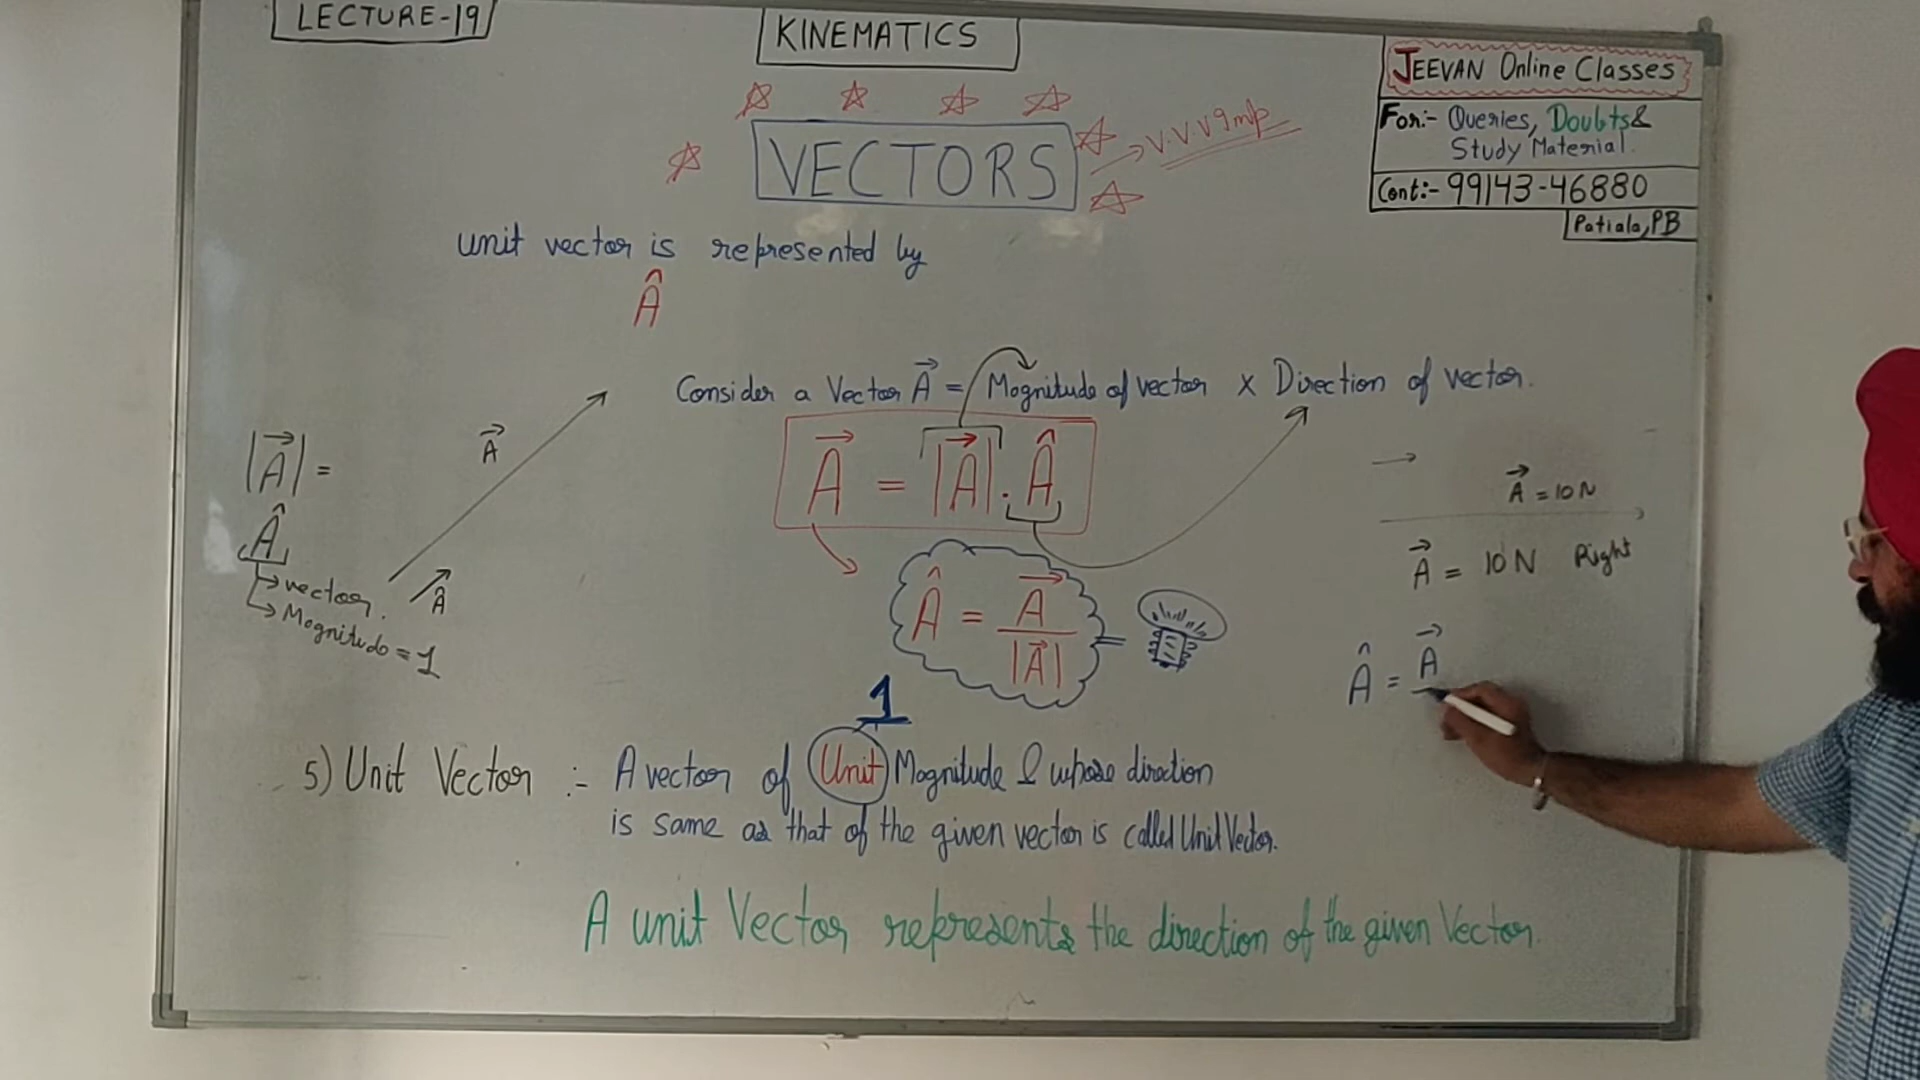 LECTURE-19
KINEMATICS
JEEVAN Online Classes
For:- Queries, Doubts &
Study Material.
Cont:- 99143-46880
Patiala, PB
VECTORS → V.V.V Imp
unit vector is represented by
Â
Consider a Vector A⃗ = Magnitude of vector x Direction of vector.
|A⃗| =
A⃗
A⃗ = |A⃗| . Â
A⃗ = 10 N
Â
→ vector.
→ Magnitude = 1
Â
A⃗ = 10 N Right
Â = A⃗ / |A⃗|
Â = A⃗
1
5) Unit Vector :- A vector of Unit Magnitude & whose direction
is same as that of the given vector is called Unit Vector.
A unit Vector represents the direction of the given Vector.